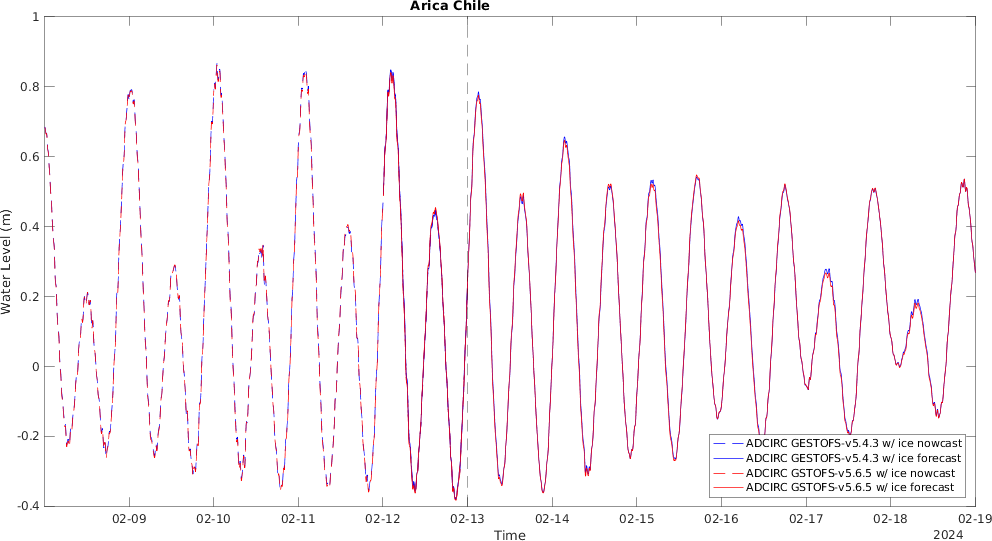 Arica Chile
1
0.8
0.6
0.4
0.2
0
-0.2
-0.4
Water Level (m)
02-09 02-10 02-11 02-12 02-13 02-14 02-15 02-16 02-17 02-18 02-19
Time
2024
ADCIRC GESTOFS-v5.4.3 w/ ice nowcast
ADCIRC GSTOFS-v5.4.3 w/ ice forecast
ADCIRC GSTOFS-v5.6.5 w/ ice nowcast
ADCIRC GSTOFS-v5.6.5 w/ ice forecast